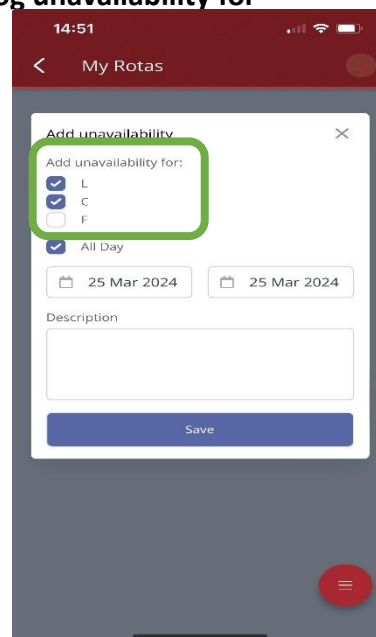 unavailability for
14:51
My Rotas
Add unavailability
Add unavailability for:
L
C
F
All Day
25 Mar 2024
25 Mar 2024
Description
Save